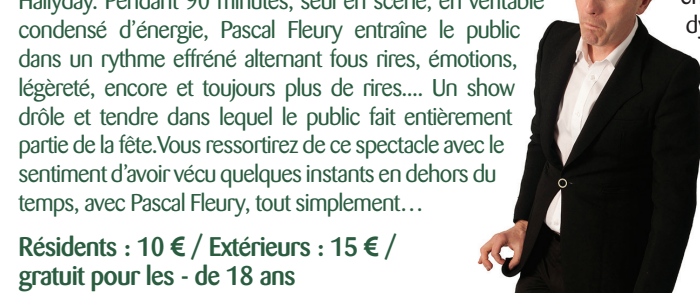 Hallyday. Pendant 90 minutes, seul en scène, en véritable
condensé d’énergie, Pascal Fleury entraîne le public
dans un rythme effréné alternant fous rires, émotions,
légèreté, encore et toujours plus de rires.... Un show
drôle et tendre dans lequel le public fait entièrement
partie de la fête.Vous ressortirez de ce spectacle avec le
sentiment d’avoir vécu quelques instants en dehors du
temps, avec Pascal Fleury, tout simplement…
Résidents : 10 € / Extérieurs : 15 € /
gratuit pour les - de 18 ans